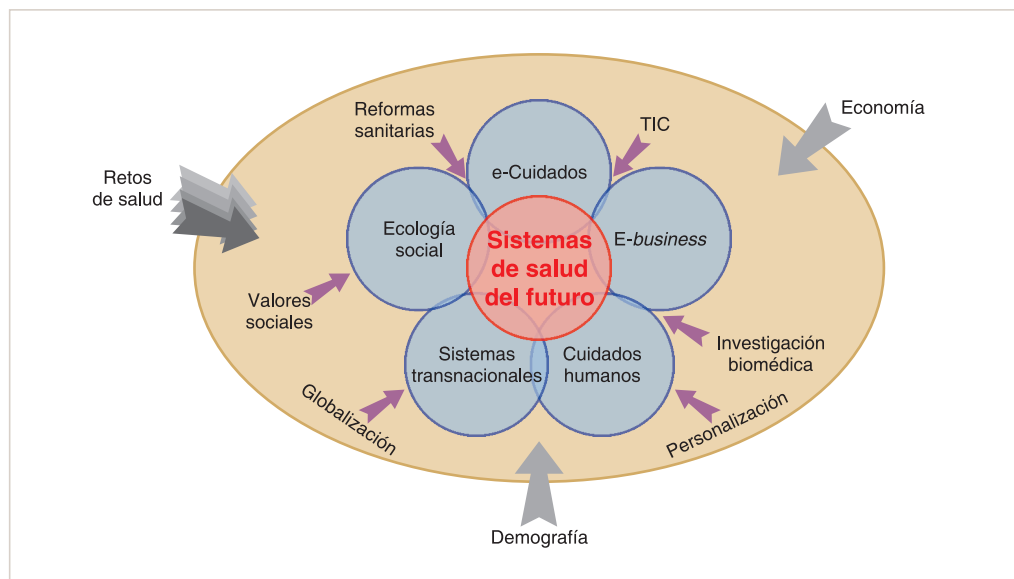 Reformas
sanitarias
TIC
Economía
e-Cuidados
Retos
de salud
Ecología
social
E-business
Sistemas
de salud
del futuro
Valores
sociales
Investigación
biomédica
Sistemas
transnacionales
Cuidados
humanos
Globalización
Personalización
Demografía